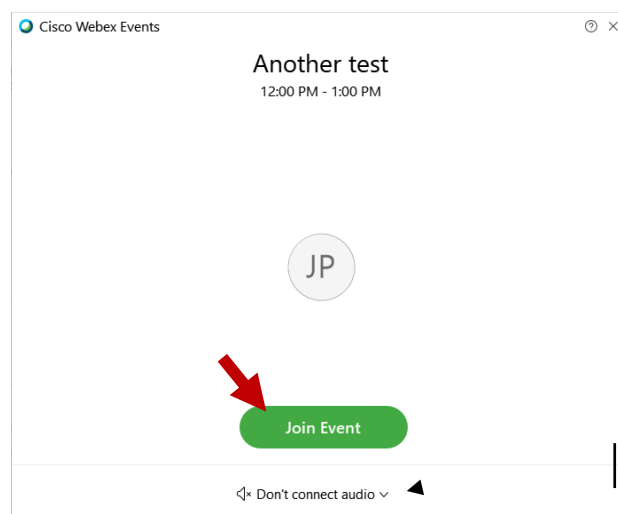 Cisco Webex Events
Another test
12:00 PM - 1:00 PM
JP
Join Event
Don't connect audio